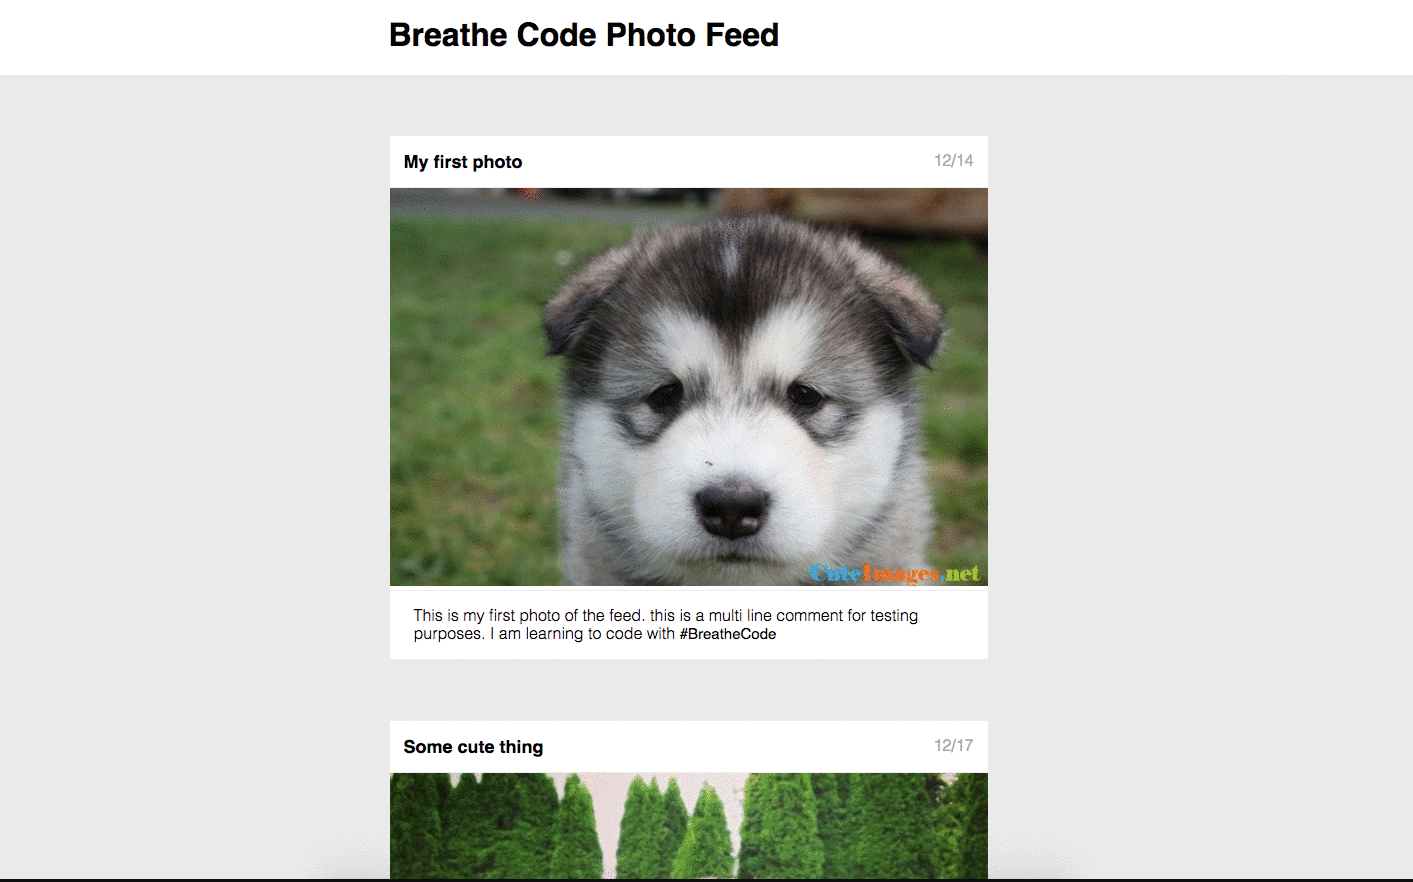 Breathe Code Photo Feed
My first photo
12/14
CuteImages.net
This is my first photo of the feed. this is a multi line comment for testing
purposes. I am learning to code with #BreatheCode
Some cute thing
12/17